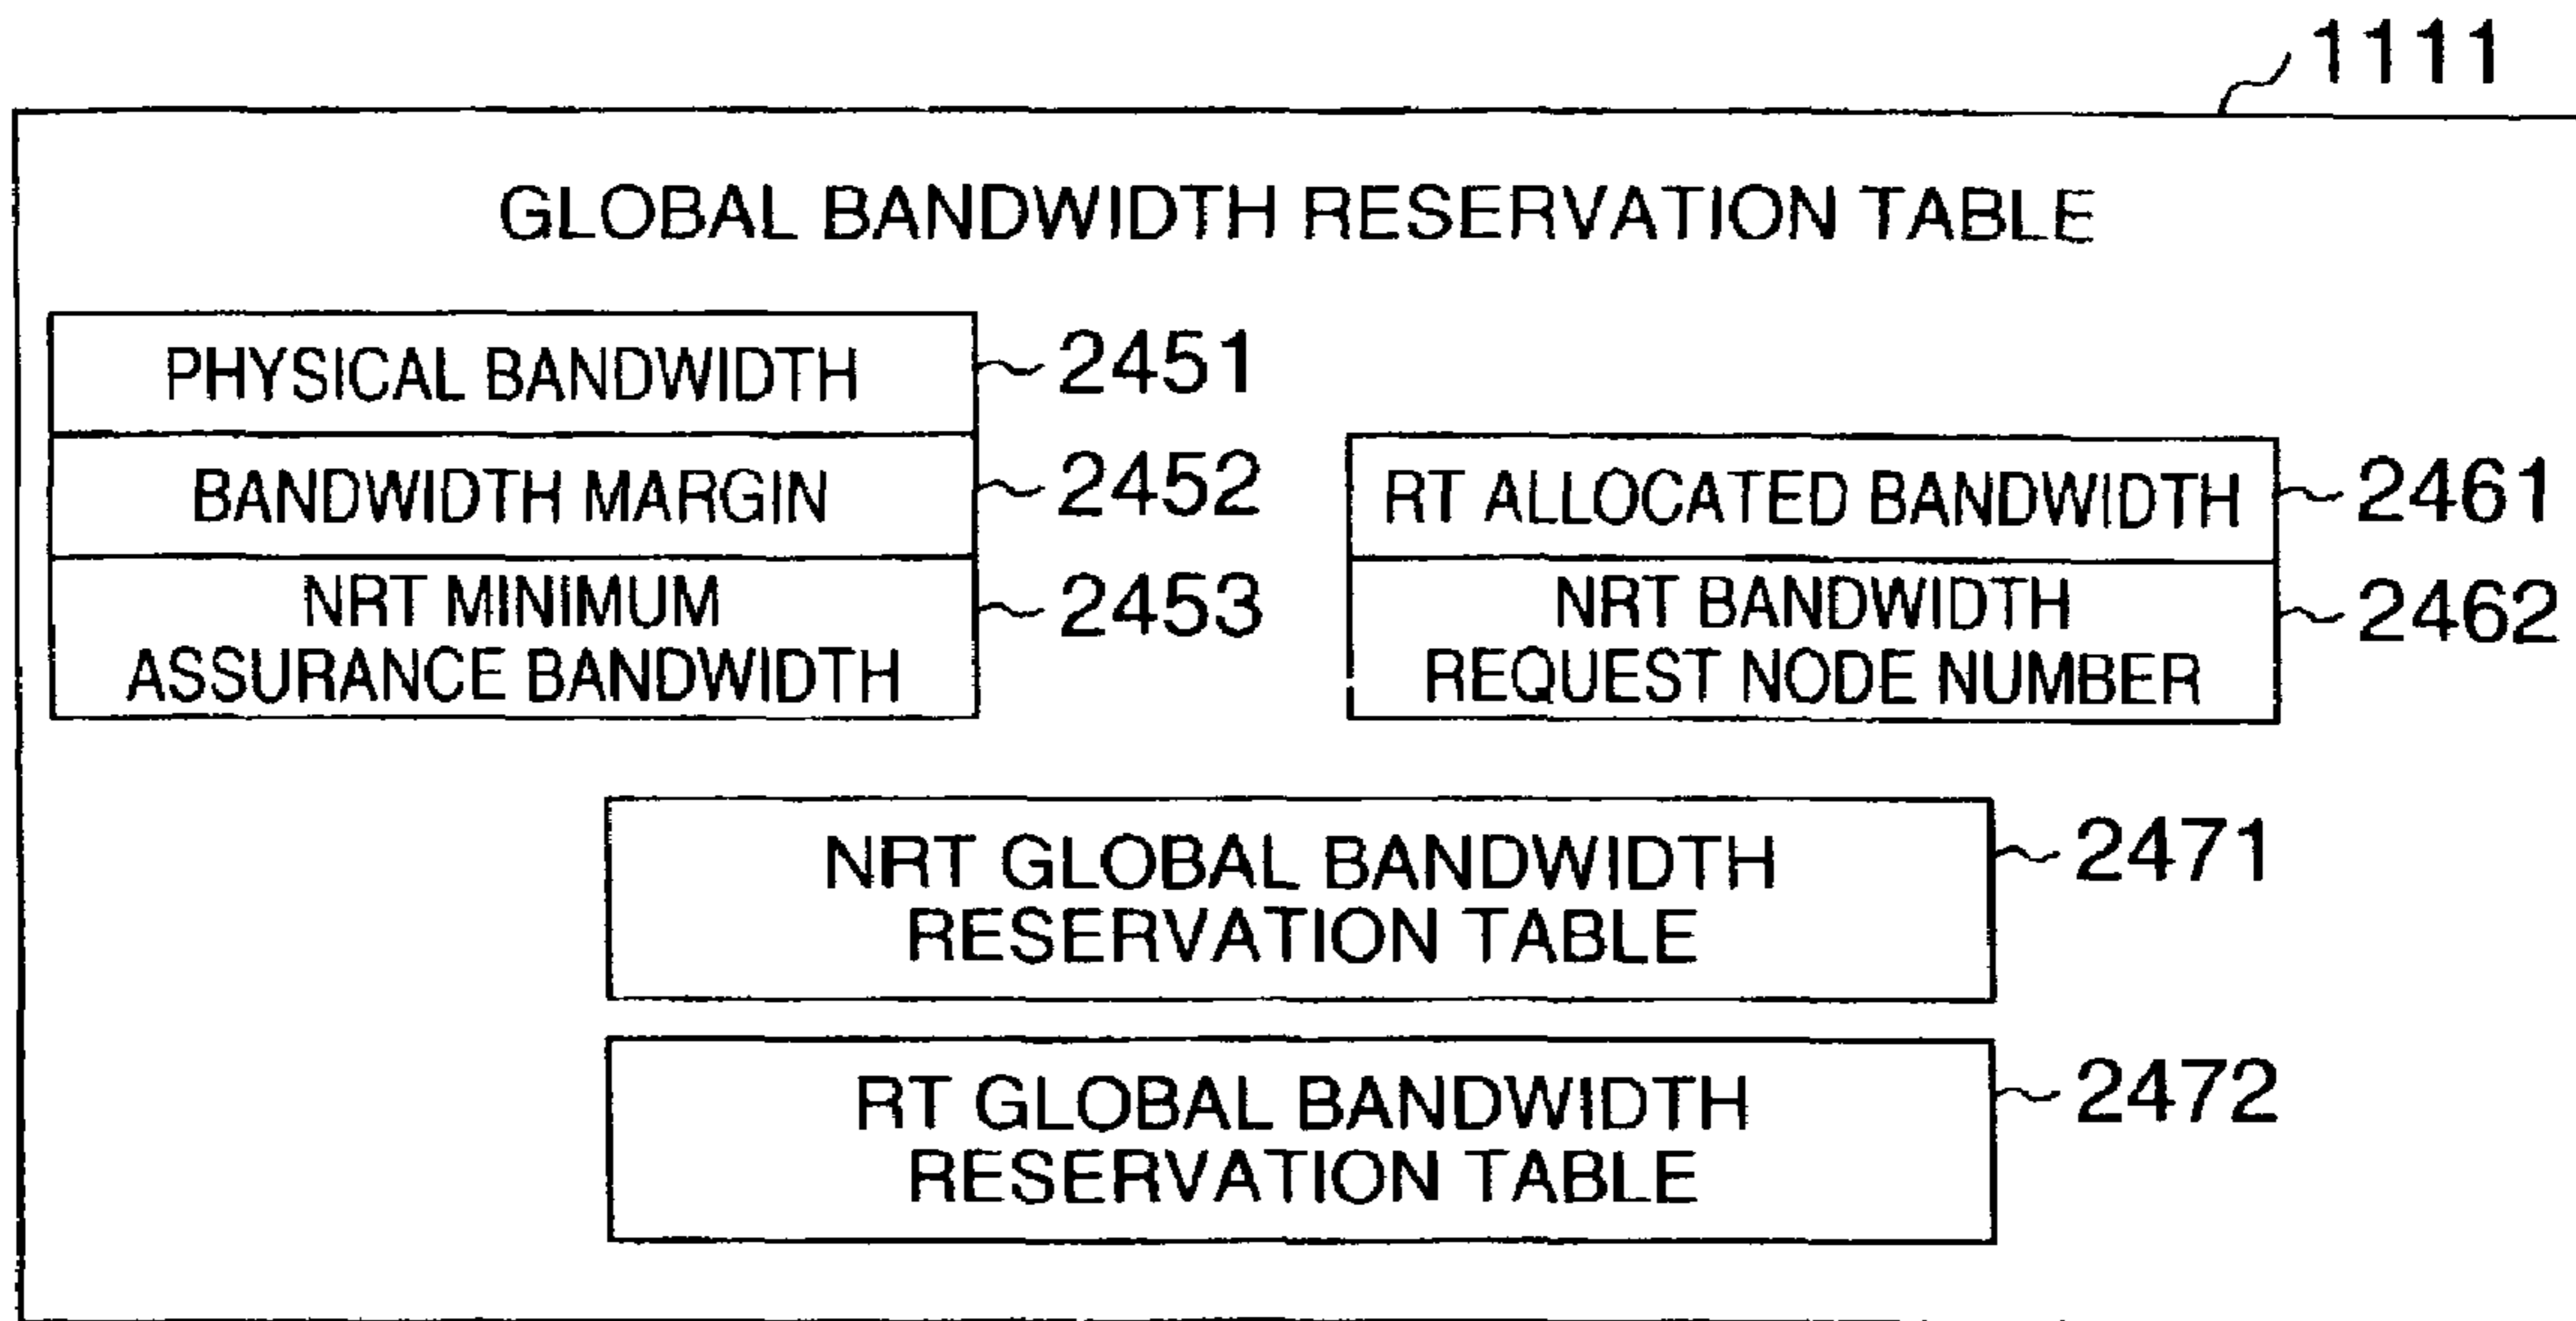 1111
GLOBAL BANDWIDTH RESERVATION TABLE
PHYSICAL BANDWIDTH
2451
BANDWIDTH MARGIN
2452
NRT MINIMUM
ASSURANCE BANDWIDTH
2453
RT ALLOCATED BANDWIDTH
2461
NRT BANDWIDTH
REQUEST NODE NUMBER
2462
NRT GLOBAL BANDWIDTH
RESERVATION TABLE
2471
RT GLOBAL BANDWIDTH
RESERVATION TABLE
2472